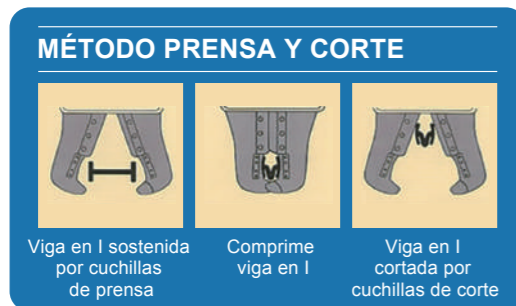 MÉTODO PRENSA Y CORTE
Viga en I sostenida
por cuchillas
de prensa
Comprime
viga en I
Viga en I
cortada por
cuchillas de corte